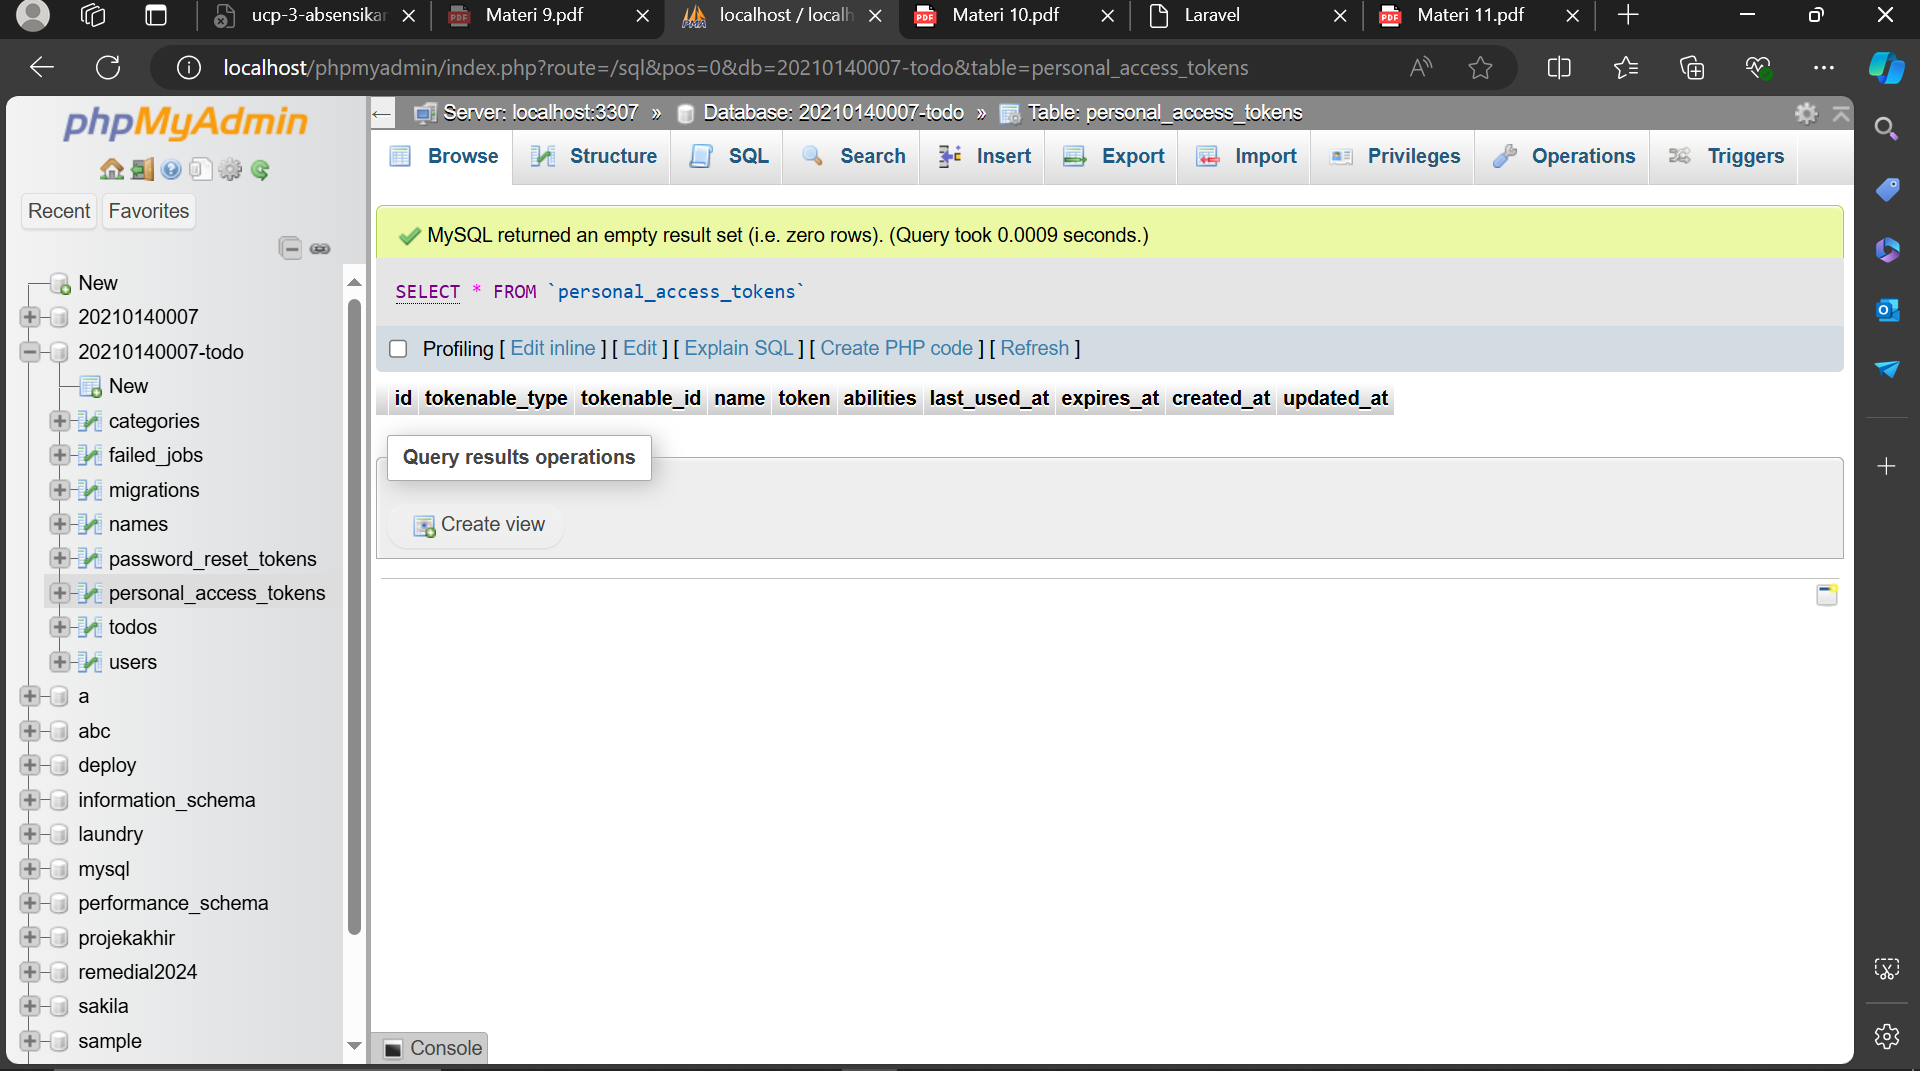 ucp-3-absensikar
Materi 9.pdf
localhost / localh
Materi 10.pdf
Laravel
Materi 11.pdf
localhost/phpmyadmin/index.php?route=/sql&pos=0&db=20210140007-todo&table=personal_access_tokens
phpMyAdmin
Recent
Favorites
New
20210140007
20210140007-todo
New
categories
failed_jobs
migrations
names
password_reset_tokens
personal_access_tokens
todos
users
a
abc
deploy
information_schema
laundry
mysql
performance_schema
projekakhir
remedial2024
sakila
sample
Server: localhost:3307 » Database: 20210140007-todo » Table: personal_access_tokens
Browse Structure SQL Search Insert Export Import Privileges Operations Triggers
MySQL returned an empty result set (i.e. zero rows). (Query took 0.0009 seconds.)
SELECT * FROM `personal_access_tokens`
Profiling [ Edit inline ] [ Edit ] [ Explain SQL ] [ Create PHP code ] [ Refresh ]
id tokenable_type tokenable_id name token abilities last_used_at expires_at created_at updated_at
Query results operations
Create view
Console